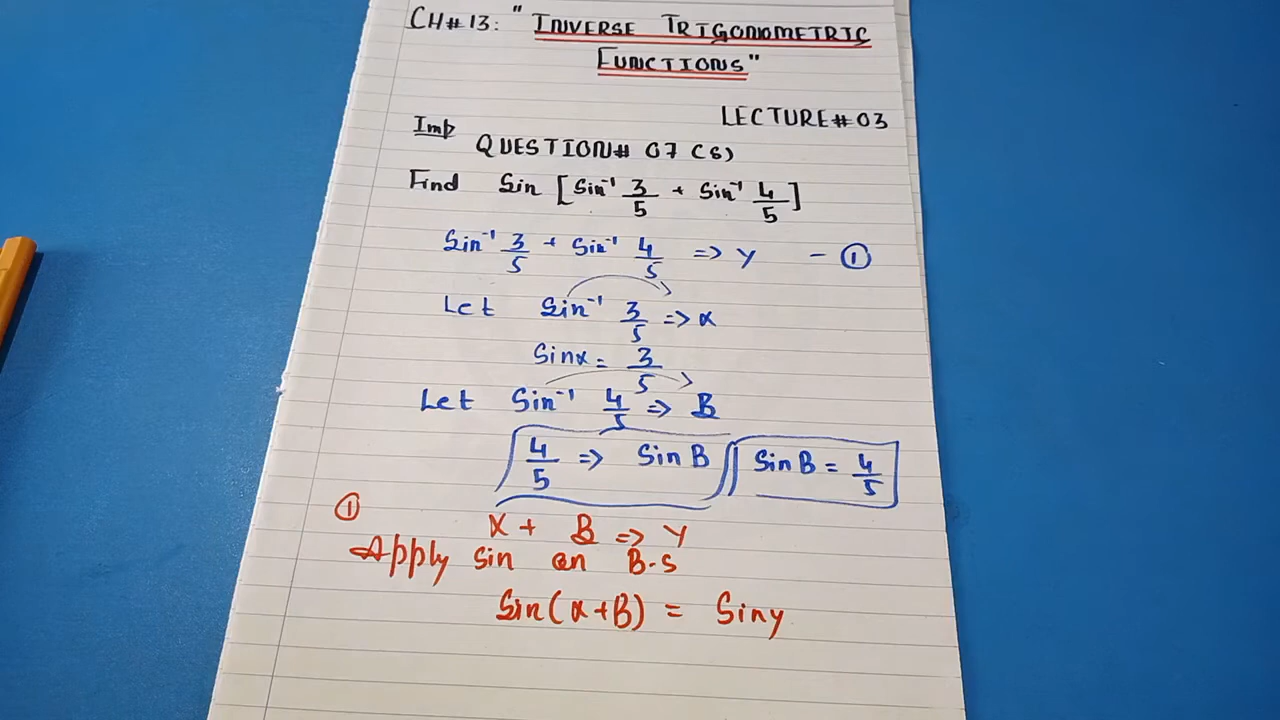 CH# 13: "INVERSE TRIGONOMETRIC
FUNCTIONS"
LECTURE# 03
Imp
QUESTION# 07 (8)
Find Sin [Sin⁻¹ 3/5 + Sin⁻¹ 4/5]
Sin⁻¹ 3/5 + Sin⁻¹ 4/5 => y - ①
Let Sin⁻¹ 3/5 => α
Sinα = 3/5
Let Sin⁻¹ 4/5 => B
4/5 => Sin B SinB = 4/5
①
α + B => y
Apply sin on B.S
Sin(α+B) = Siny